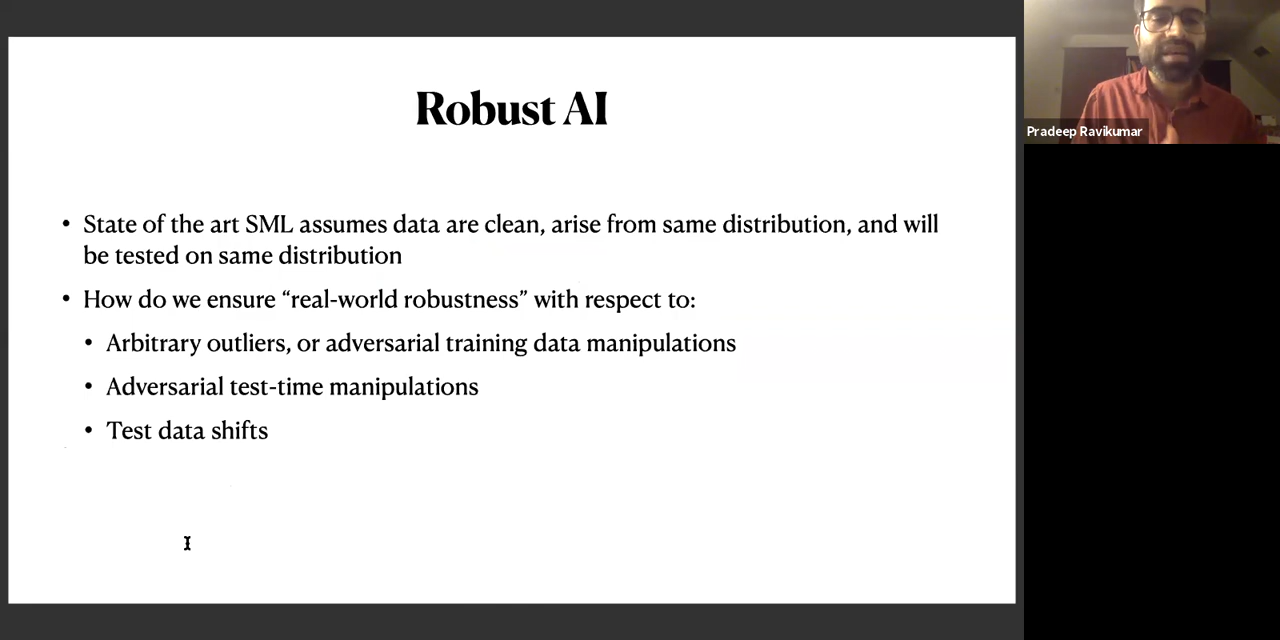 Robust AI
• State of the art SML assumes data are clean, arise from same distribution, and will
be tested on same distribution
• How do we ensure “real-world robustness” with respect to:
• Arbitrary outliers, or adversarial training data manipulations
• Adversarial test-time manipulations
• Test data shifts
Pradeep Ravikumar